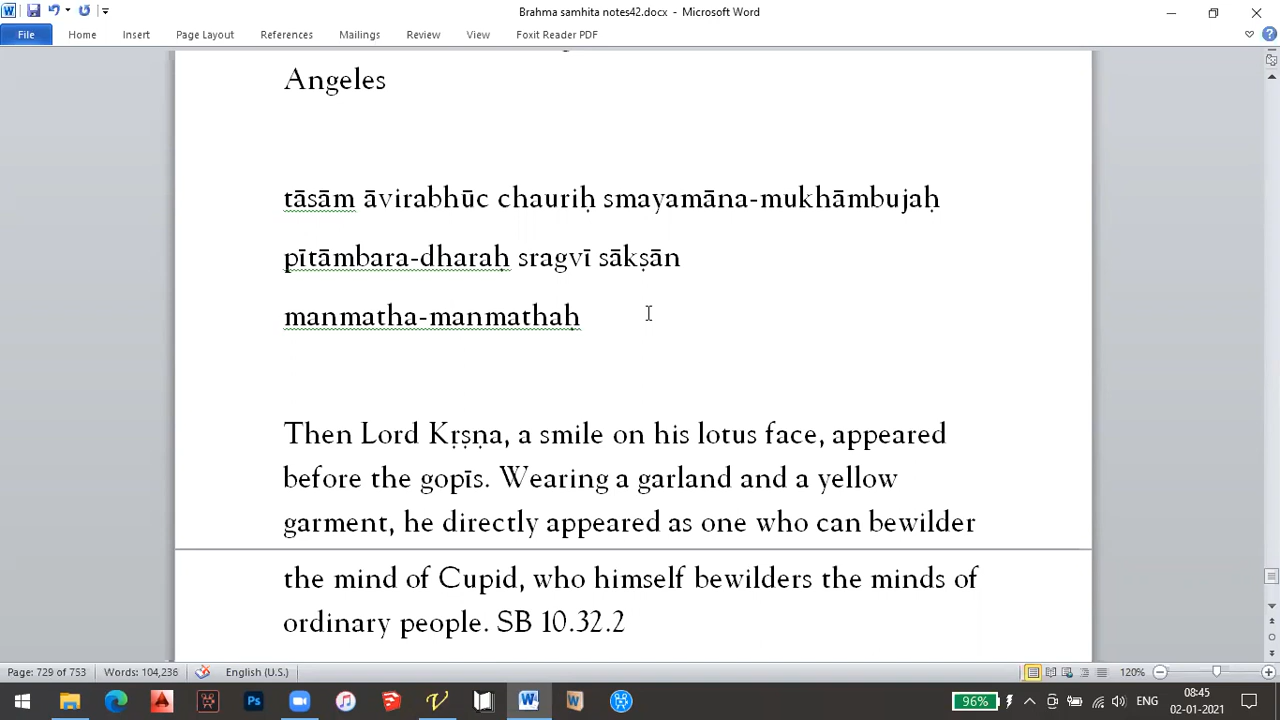 Brahma samhita notes42.docx - Microsoft Word
File Home Insert Page Layout References Mailings Review View Foxit Reader PDF
Angeles
tāsām āvirabhūc chauriḥ smayamāna-mukhāmbujaḥ
pītāmbara-dharaḥ sragvī sākṣān
manmatha-manmathaḥ
Then Lord Kṛṣṇa, a smile on his lotus face, appeared
before the gopīs. Wearing a garland and a yellow
garment, he directly appeared as one who can bewilder
the mind of Cupid, who himself bewilders the minds of
ordinary people. SB 10.32.2
Page: 729 of 753 Words: 104,236 English (U.S.) 120%
96% ENG 08:45
02-01-2021